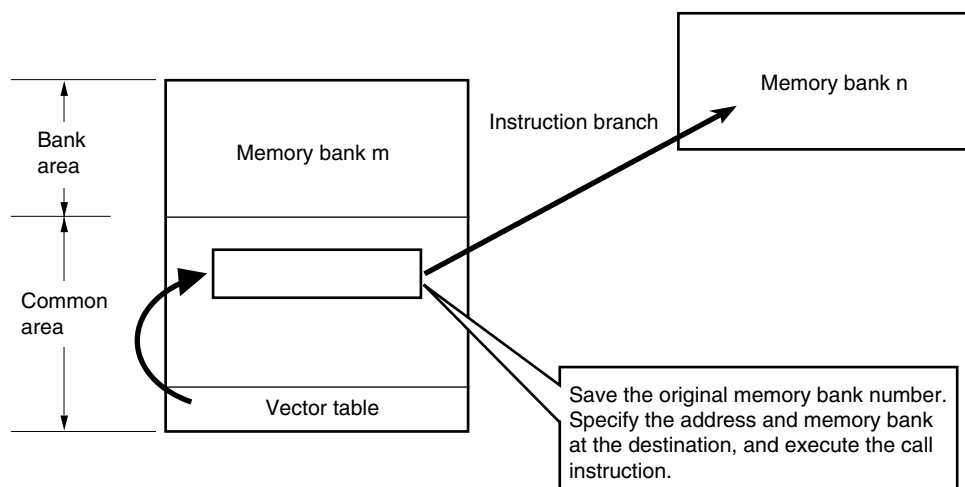 Memory bank n
Instruction branch
Bank
area
Memory bank m
Common
area
Vector table
Save the original memory bank number.
Specify the address and memory bank
at the destination, and execute the call
instruction.